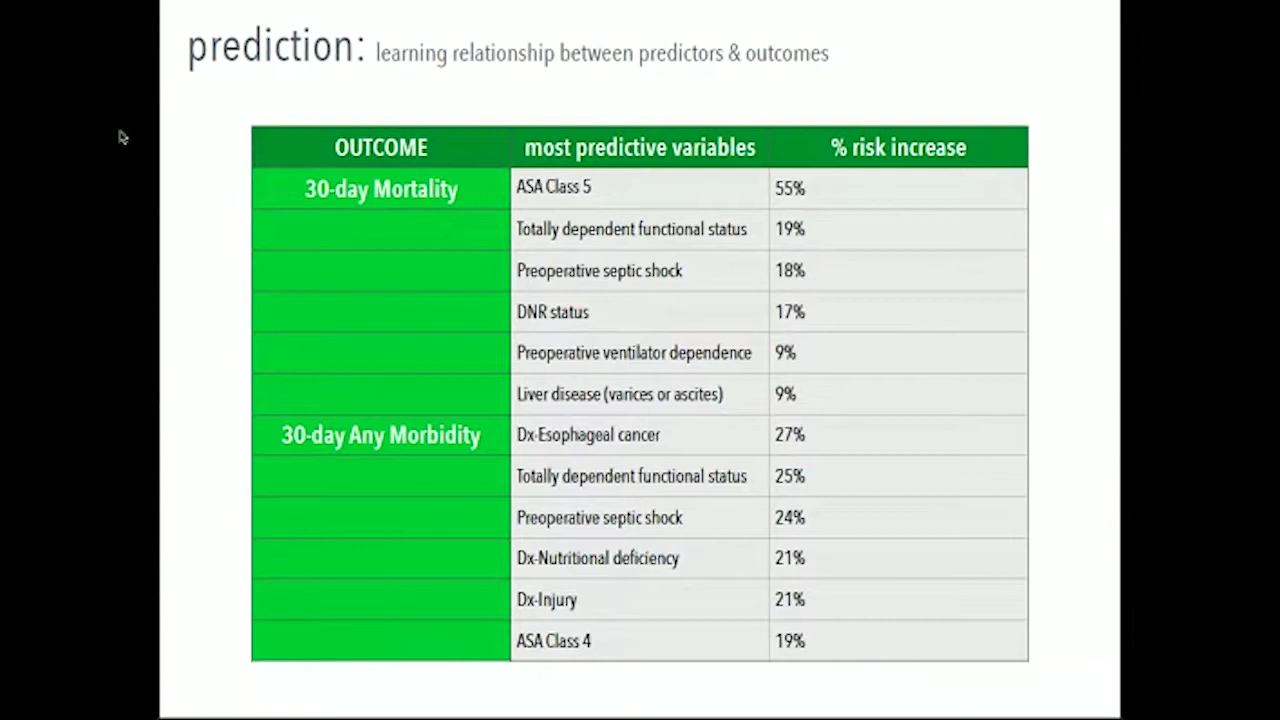 prediction: learning relationship between predictors & outcomes
OUTCOME most predictive variables % risk increase
30-day Mortality ASA Class 5 55%
Totally dependent functional status 19%
Preoperative septic shock 18%
DNR status 17%
Preoperative ventilator dependence 9%
Liver disease (varices or ascites) 9%
30-day Any Morbidity Dx-Esophageal cancer 27%
Totally dependent functional status 25%
Preoperative septic shock 24%
Dx-Nutritional deficiency 21%
Dx-Injury 21%
ASA Class 4 19%